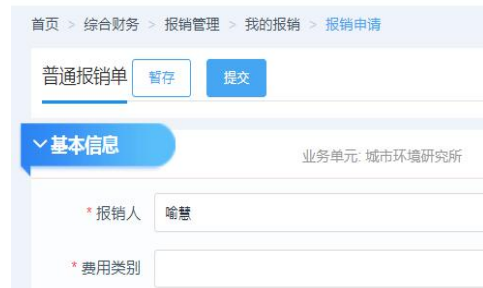 首页 > 综合财务 > 报销管理 > 我的报销 > 报销申请
普通报销单 暂存 提交
基本信息 业务单元: 城市环境研究所
* 报销人 喻慧
* 费用类别